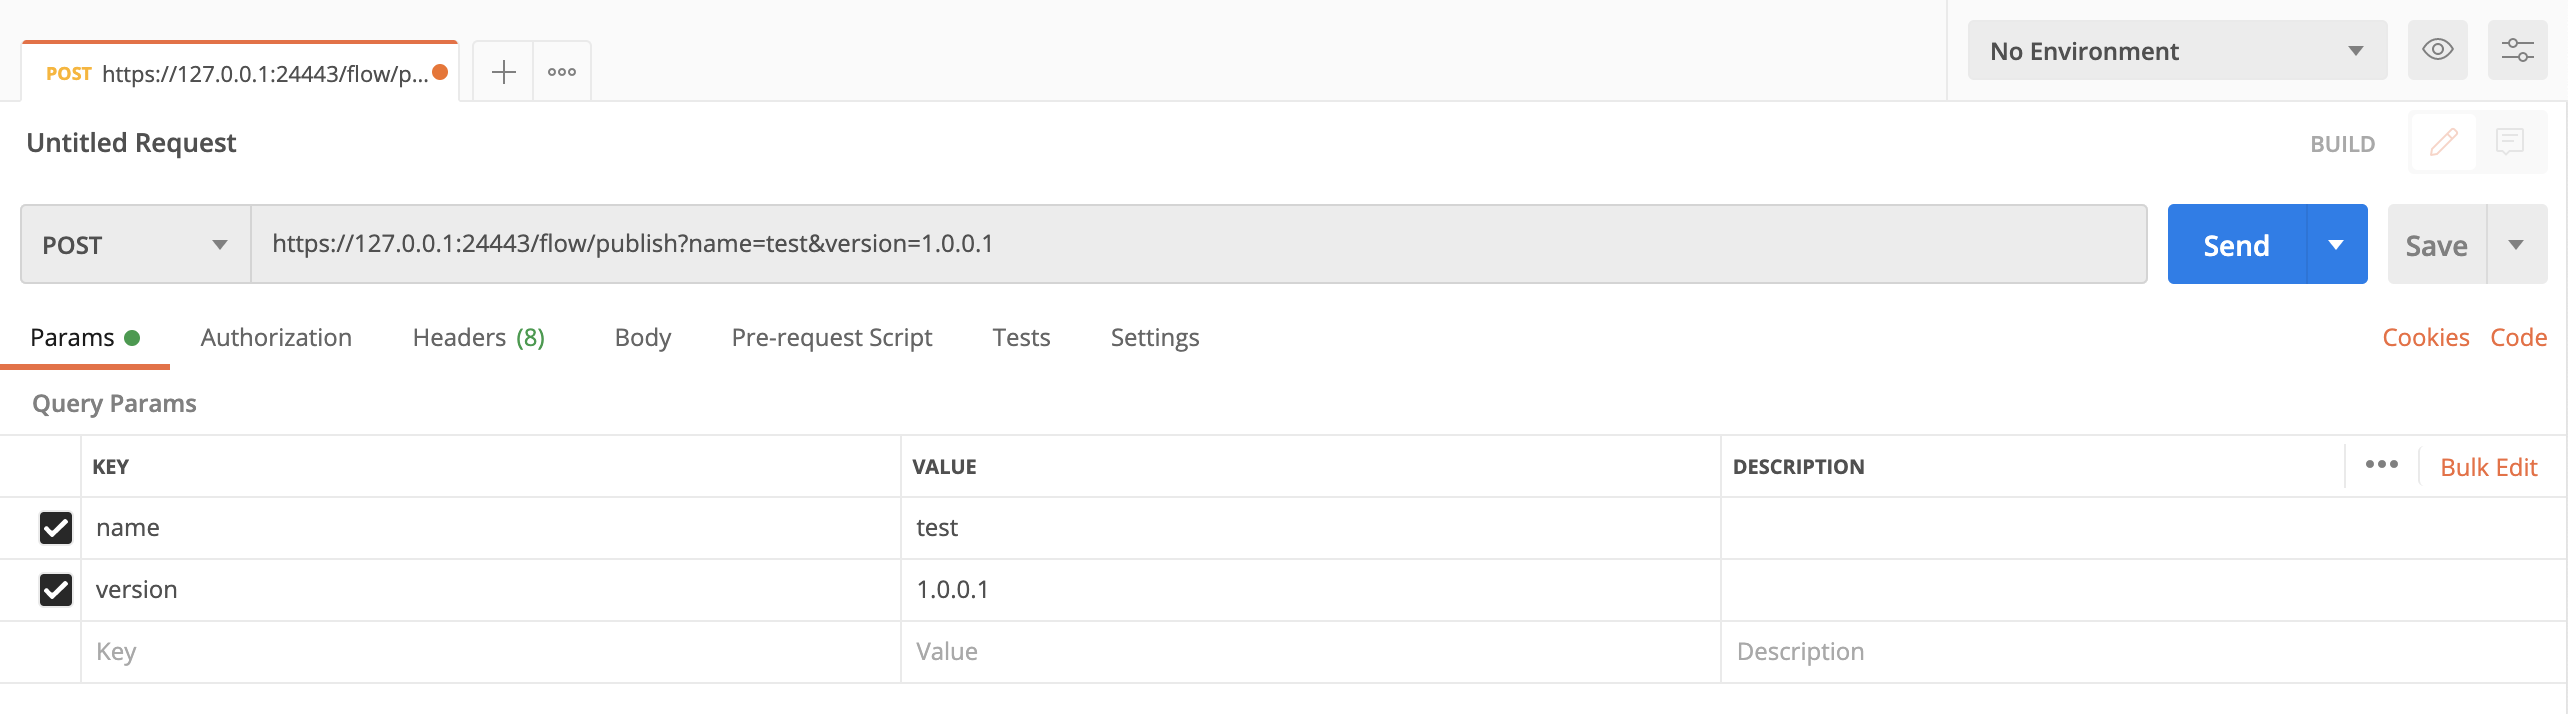 POST https://127.0.0.1:24443/flow/p...
No Environment
Untitled Request
BUILD
POST
https://127.0.0.1:24443/flow/publish?name=test&version=1.0.0.1
Send
Save
Params
Authorization
Headers (8)
Body
Pre-request Script
Tests
Settings
Cookies
Code
Query Params
KEY
VALUE
DESCRIPTION
Bulk Edit
name
test
version
1.0.0.1
Key
Value
Description